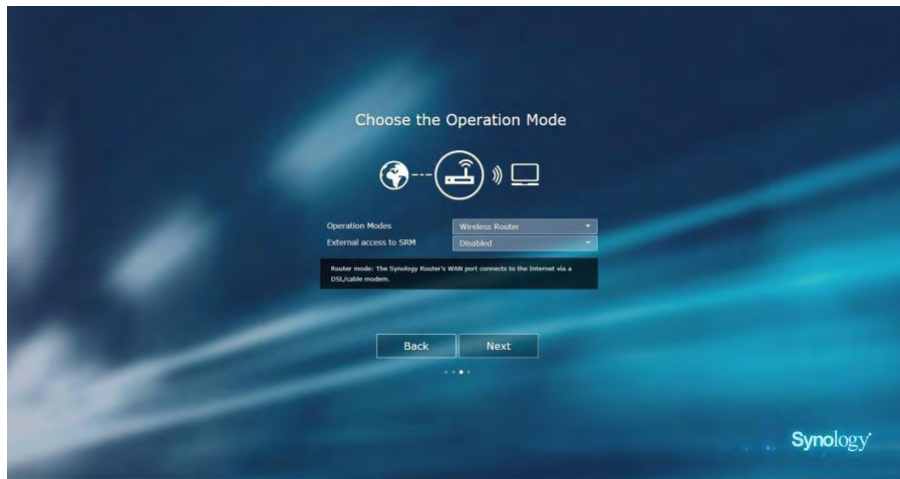 Choose the Operation Mode
Operation Modes
Wireless Router
External access to SRM
Disabled
Router mode: The Synology Router's WAN port connects to the Internet via a
DSL/cable modem.
Back
Next
Synology